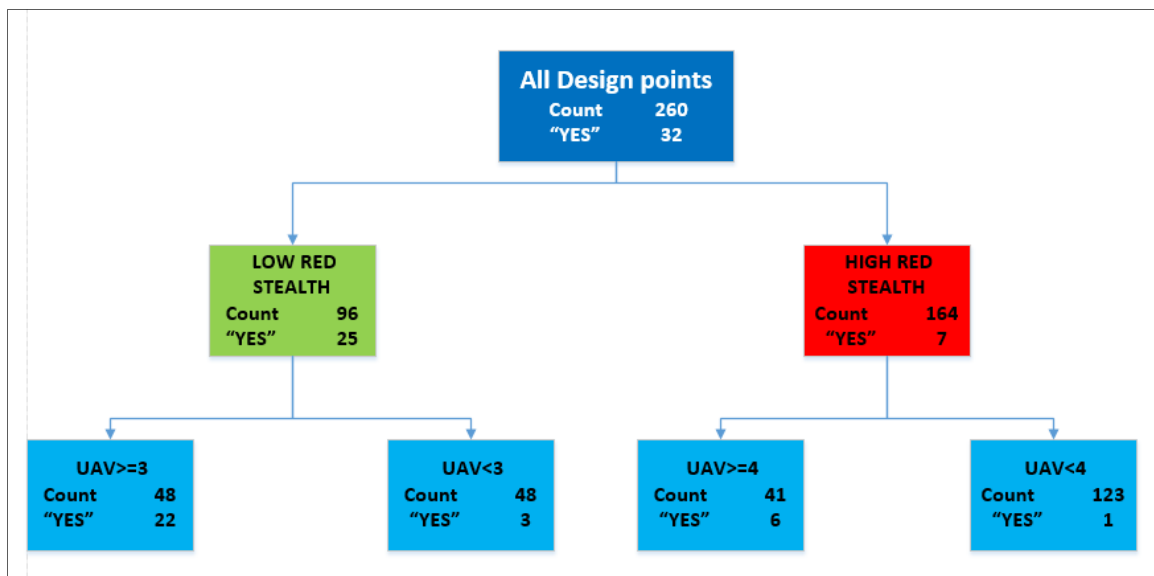 All Design points
Count 260
“YES” 32
LOW RED
STEALTH
Count 96
“YES” 25
HIGH RED
STEALTH
Count 164
“YES” 7
UAV>=3
Count 48
“YES” 22
UAV<3
Count 48
“YES” 3
UAV>=4
Count 41
“YES” 6
UAV<4
Count 123
“YES” 1